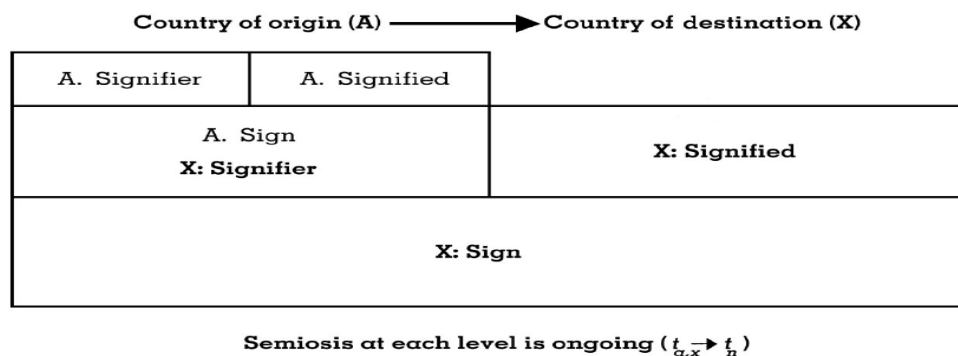 Country of origin (A) → Country of destination (X)
A. Signifier A. Signified
A. Sign
X: Signifier
X: Signified
X: Sign
Semiosis at each level is ongoing (t a,x → t n)